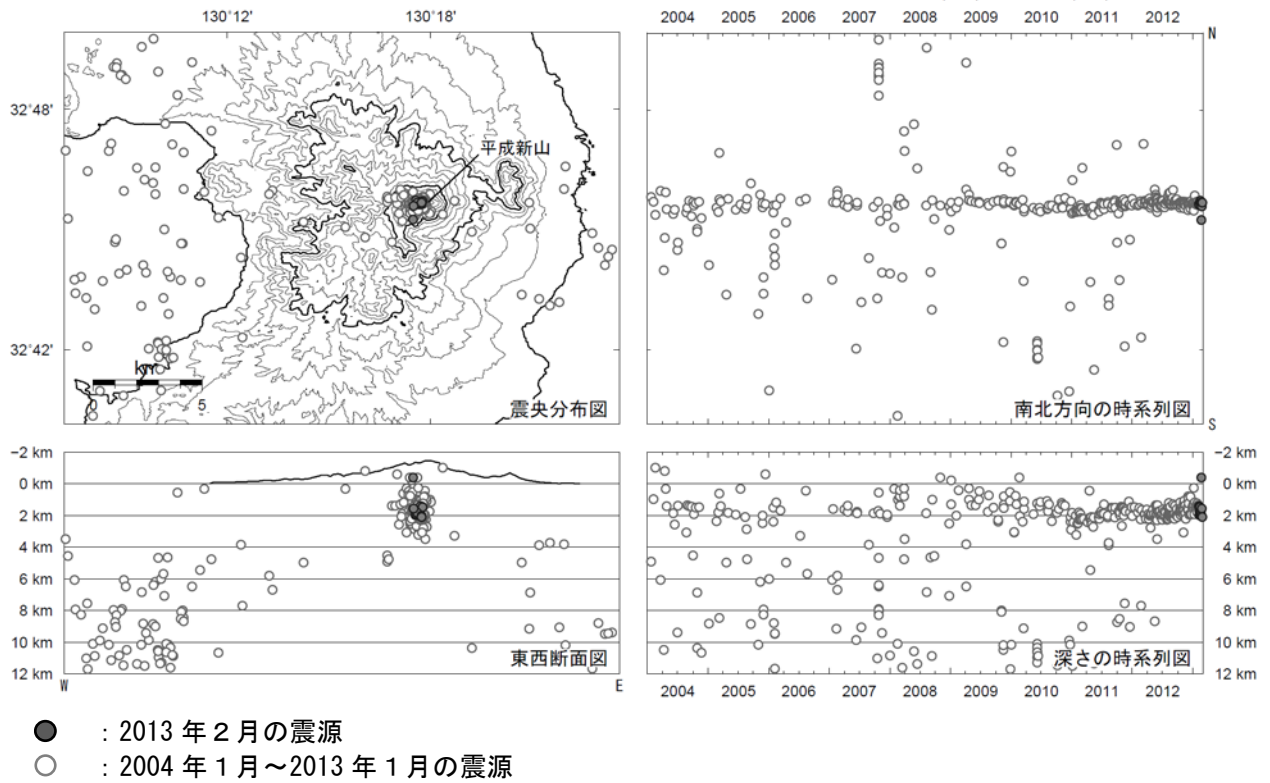 130°12′ 130°18′
32°48′
32°42′
平成新山
km
0 5
震央分布図
2004 2005 2006 2007 2008 2009 2010 2011 2012
N
南北方向の時系列図
S
-2 km
0 km
2 km
4 km
6 km
8 km
10 km
12 km
W E
東西断面図
-2 km
0 km
2 km
4 km
6 km
8 km
10 km
12 km
深さの時系列図
2004 2005 2006 2007 2008 2009 2010 2011 2012
：2013 年２月の震源
：2004 年１月～2013 年１月の震源